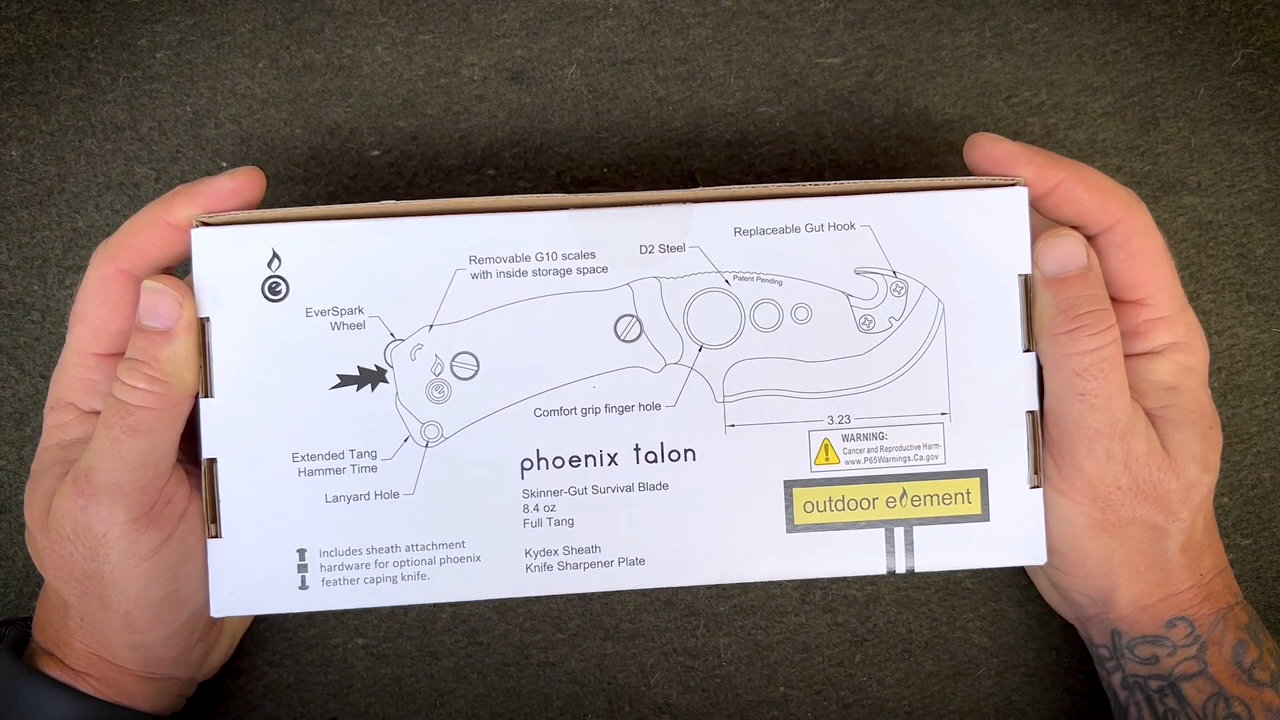 Replaceable Gut Hook
D2 Steel
Removable G10 scales
with inside storage space
Patent Pending
EverSpark
Wheel
e
e
Comfort grip finger hole
3.23
WARNING:
Cancer and Reproductive Harm-
www.P65Warnings.Ca.gov
Extended Tang
Hammer Time
Lanyard Hole
phoenix talon
Skinner-Gut Survival Blade
8.4 oz
Full Tang
Kydex Sheath
Knife Sharpener Plate
outdoor element
Includes sheath attachment
hardware for optional phoenix
feather caping knife.